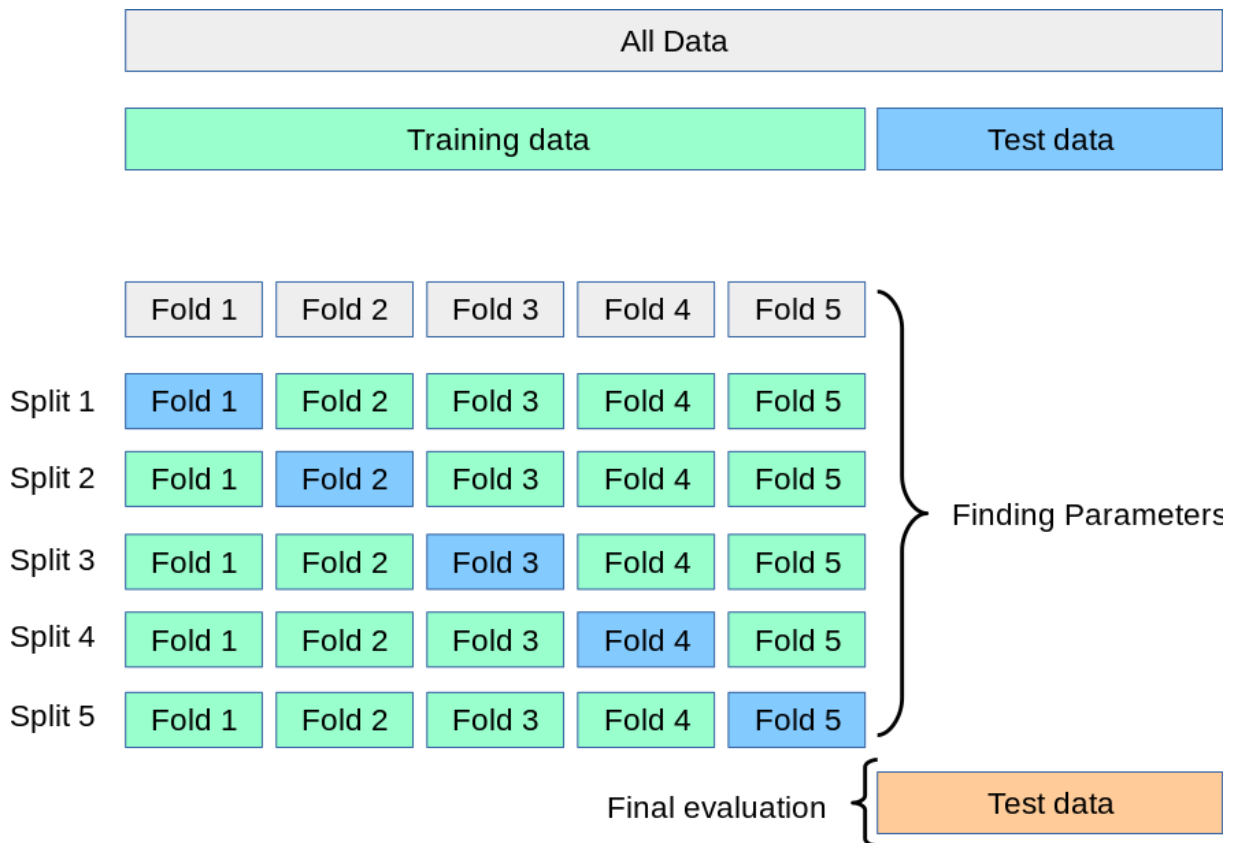 All Data
Training data Test data
Fold 1 Fold 2 Fold 3 Fold 4 Fold 5
Split 1 Fold 1 Fold 2 Fold 3 Fold 4 Fold 5
Split 2 Fold 1 Fold 2 Fold 3 Fold 4 Fold 5
Finding Parameters
Split 3 Fold 1 Fold 2 Fold 3 Fold 4 Fold 5
Split 4 Fold 1 Fold 2 Fold 3 Fold 4 Fold 5
Split 5 Fold 1 Fold 2 Fold 3 Fold 4 Fold 5
Final evaluation Test data